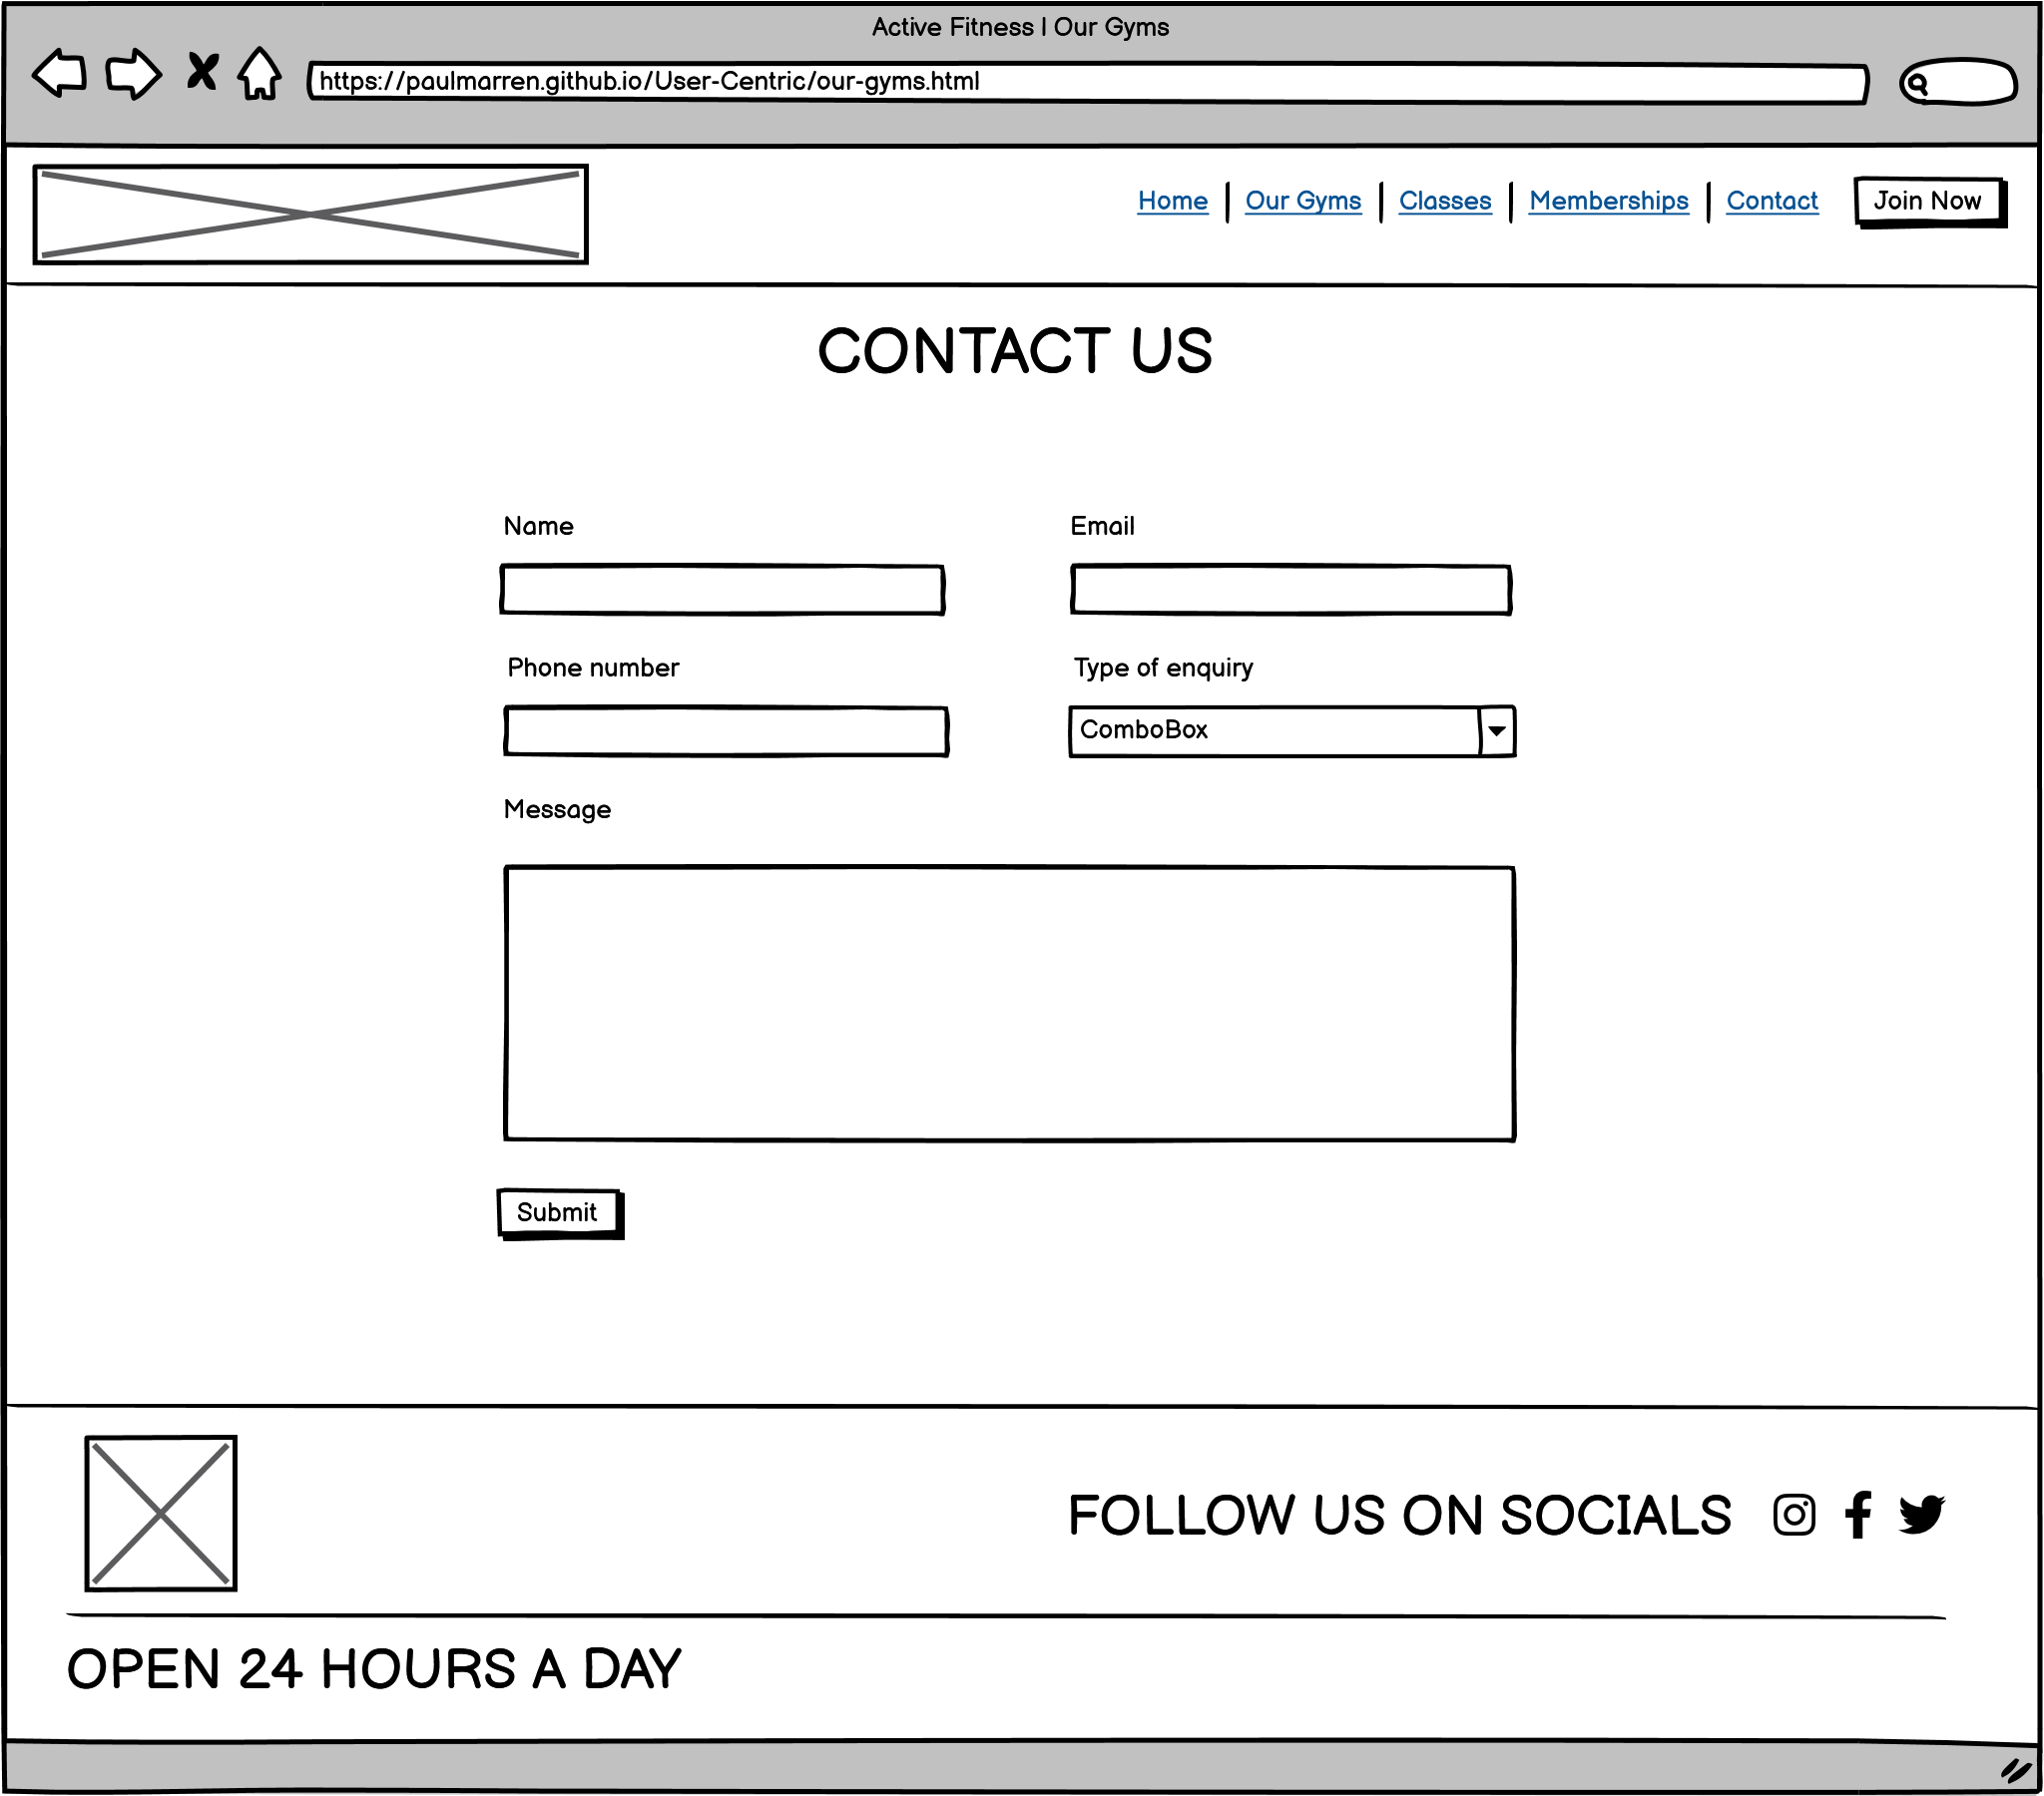 Active Fitness | Our Gyms
https://paulmarren.github.io/User-Centric/our-gyms.html
Home | Our Gyms | Classes | Memberships | Contact Join Now
CONTACT US
Name Email
Phone number Type of enquiry
ComboBox
Message
Submit
FOLLOW US ON SOCIALS
OPEN 24 HOURS A DAY